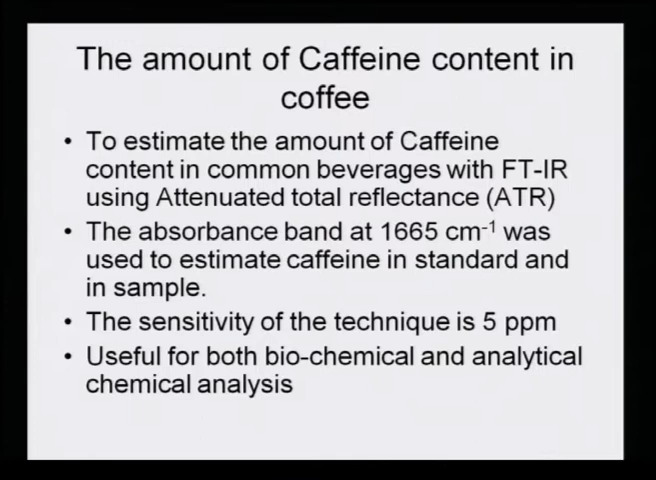 The amount of Caffeine content in
coffee
• To estimate the amount of Caffeine
content in common beverages with FT-IR
using Attenuated total reflectance (ATR)
• The absorbance band at 1665 cm⁻¹ was
used to estimate caffeine in standard and
in sample.
• The sensitivity of the technique is 5 ppm
• Useful for both bio-chemical and analytical
chemical analysis